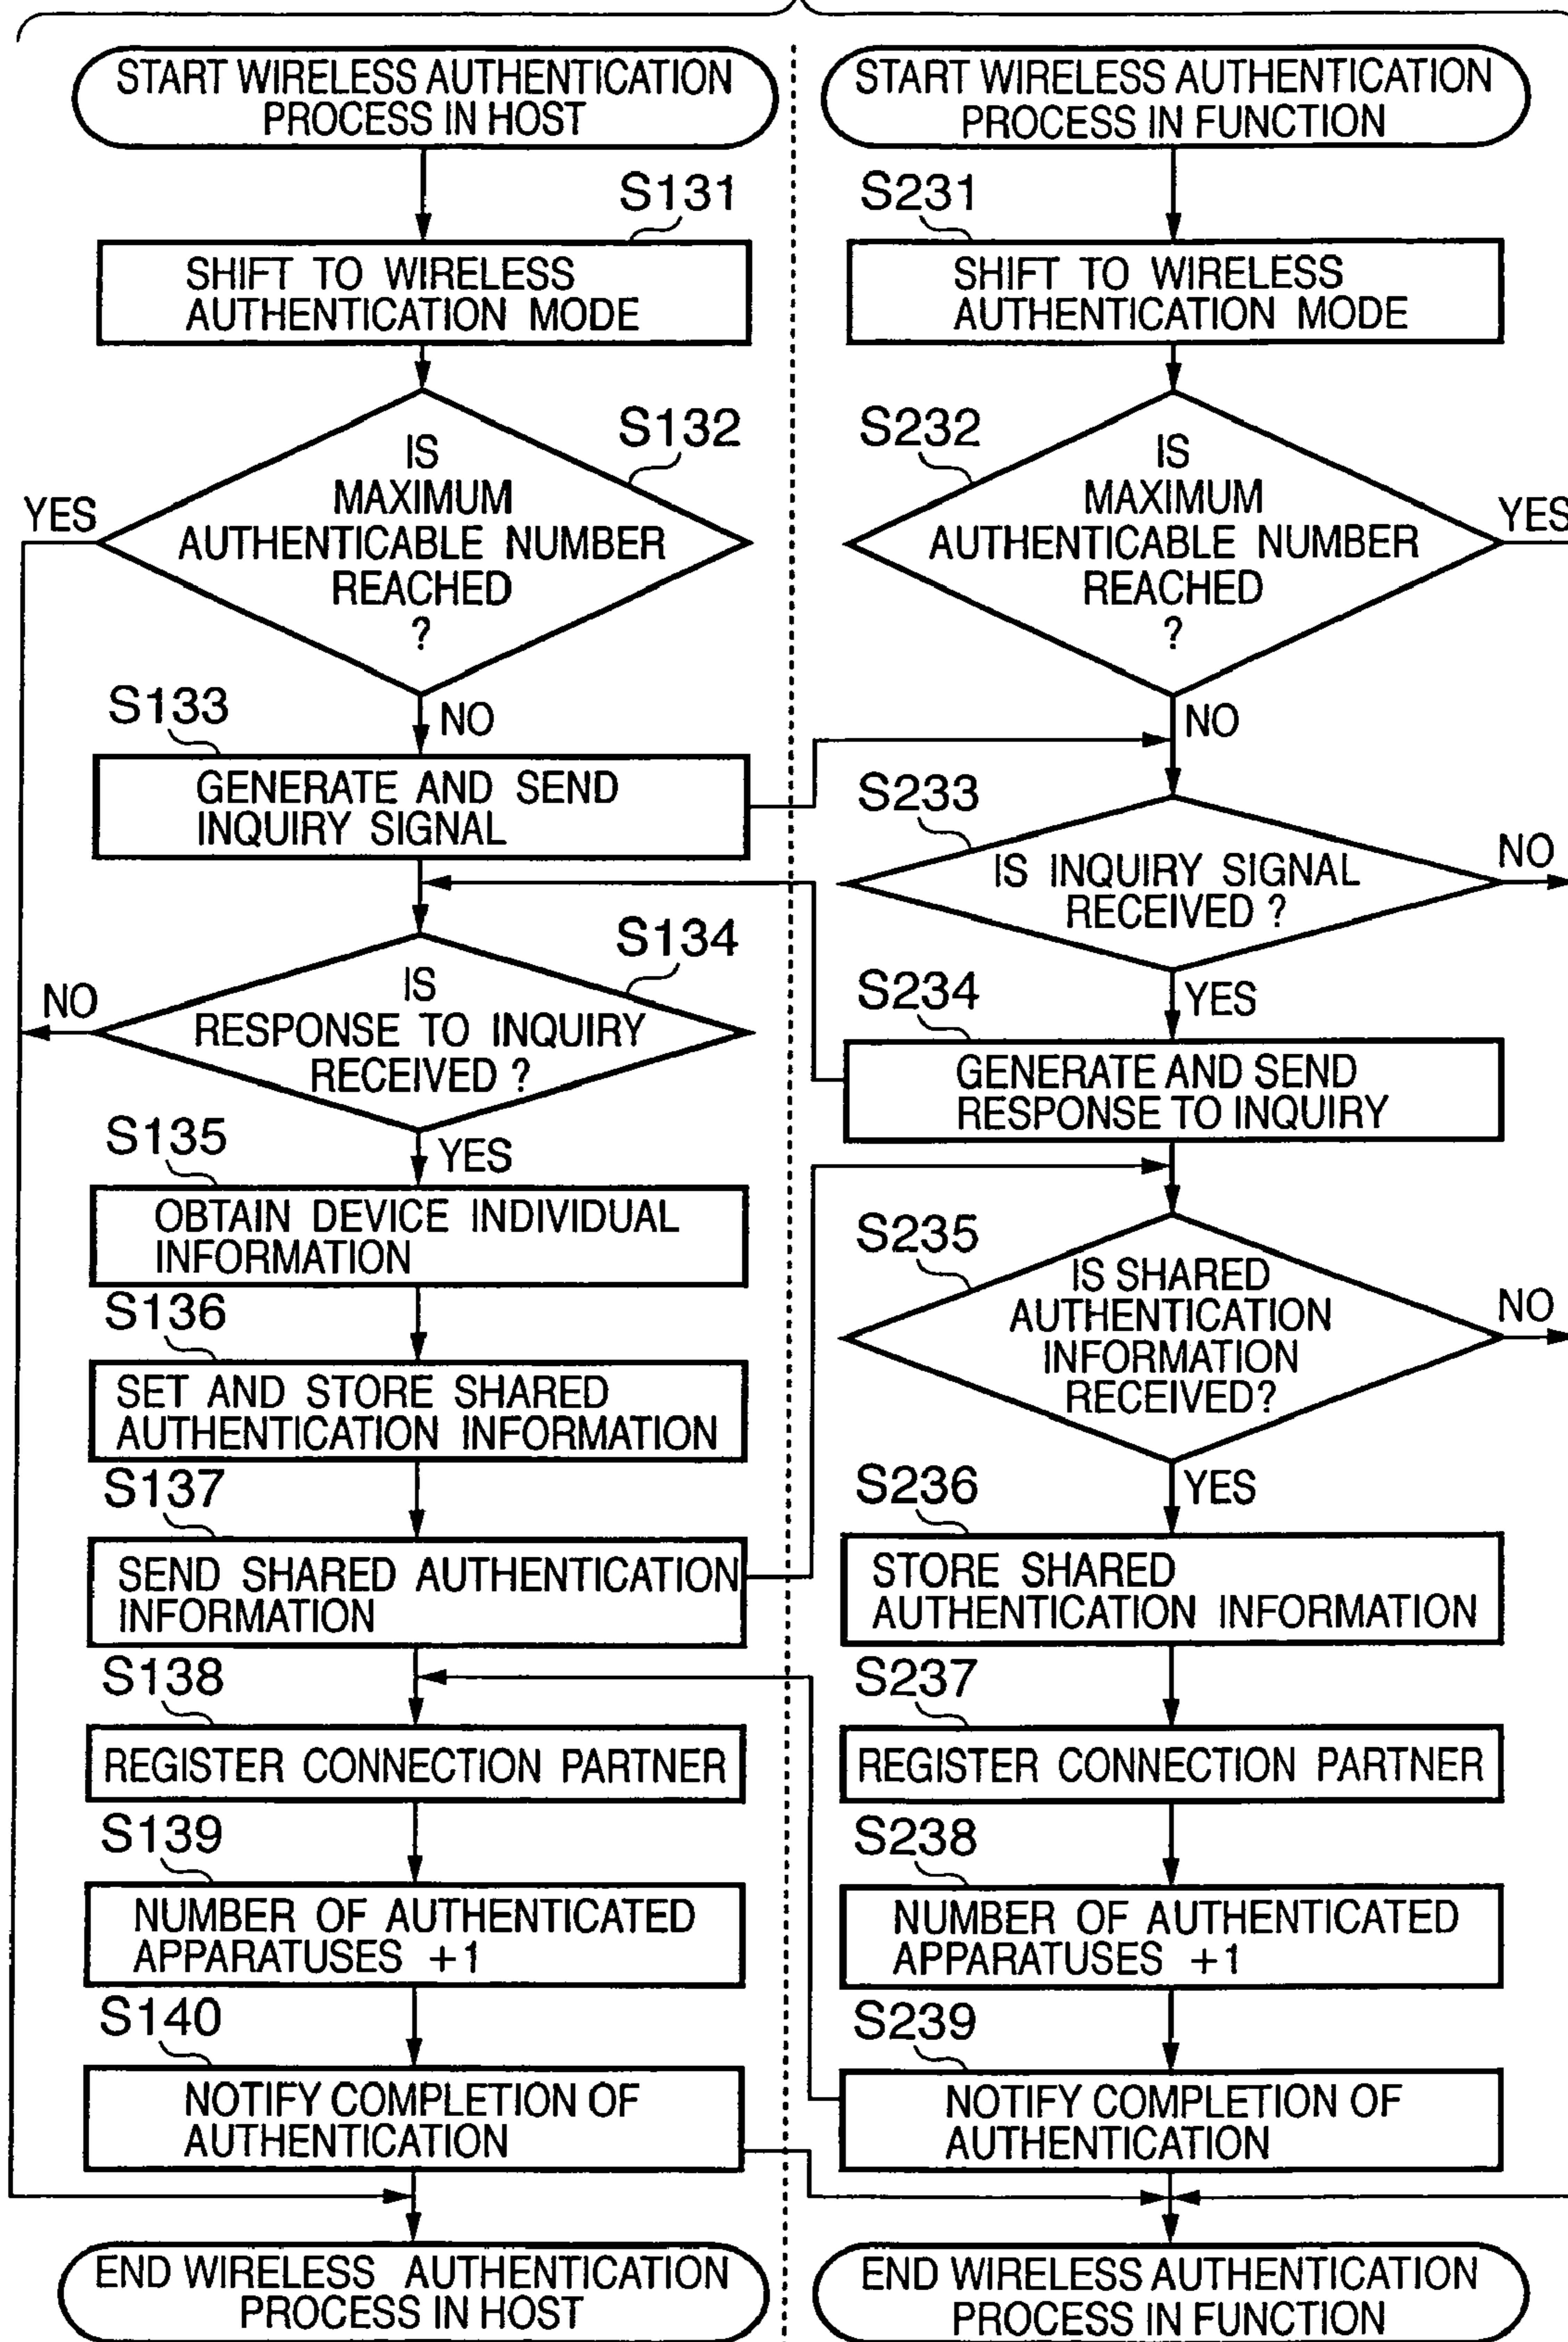 START WIRELESS AUTHENTICATION
PROCESS IN HOST
S131
SHIFT TO WIRELESS
AUTHENTICATION MODE
S132
IS
MAXIMUM
AUTHENTICABLE NUMBER
REACHED
?
YES
NO
S133
GENERATE AND SEND
INQUIRY SIGNAL
S134
IS
RESPONSE TO INQUIRY
RECEIVED ?
NO
YES
S135
OBTAIN DEVICE INDIVIDUAL
INFORMATION
S136
SET AND STORE SHARED
AUTHENTICATION INFORMATION
S137
SEND SHARED AUTHENTICATION
INFORMATION
S138
REGISTER CONNECTION PARTNER
S139
NUMBER OF AUTHENTICATED
APPARATUSES +1
S140
NOTIFY COMPLETION OF
AUTHENTICATION
END WIRELESS AUTHENTICATION
PROCESS IN HOST
START WIRELESS AUTHENTICATION
PROCESS IN FUNCTION
S231
SHIFT TO WIRELESS
AUTHENTICATION MODE
S232
IS
MAXIMUM
AUTHENTICABLE NUMBER
REACHED
?
YES
NO
S233
IS INQUIRY SIGNAL
RECEIVED ?
NO
YES
S234
GENERATE AND SEND
RESPONSE TO INQUIRY
S235
IS SHARED
AUTHENTICATION
INFORMATION
RECEIVED?
NO
YES
S236
STORE SHARED
AUTHENTICATION INFORMATION
S237
REGISTER CONNECTION PARTNER
S238
NUMBER OF AUTHENTICATED
APPARATUSES +1
S239
NOTIFY COMPLETION OF
AUTHENTICATION
END WIRELESS AUTHENTICATION
PROCESS IN FUNCTION